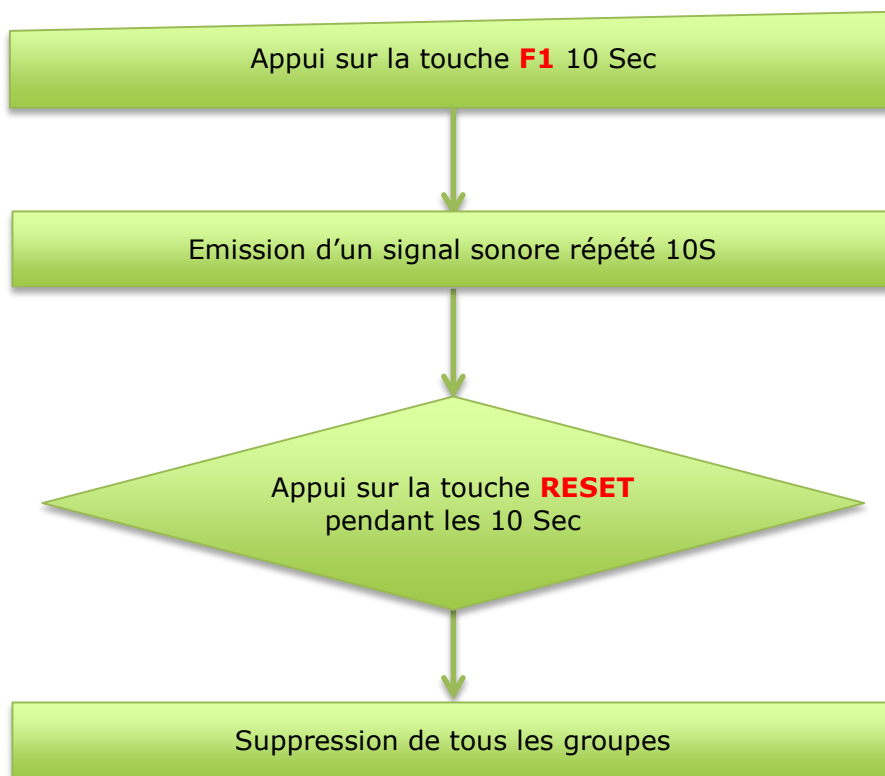 Appui sur la touche F1 10 Sec
Emission d’un signal sonore répété 10S
Appui sur la touche RESET
pendant les 10 Sec
Suppression de tous les groupes